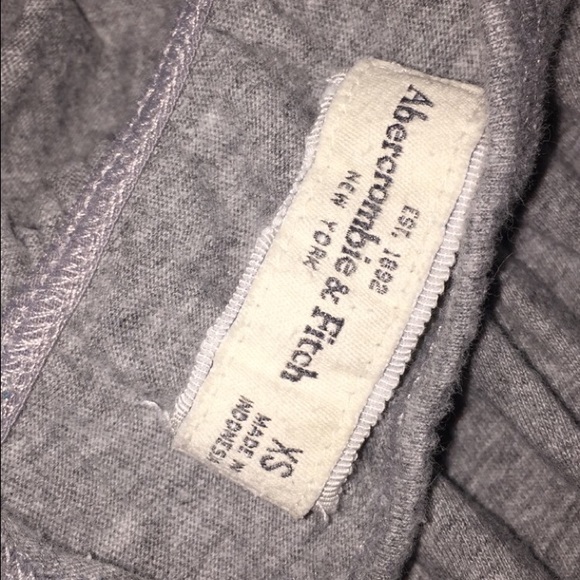 Abercrombie & Fitch
EST. 1892
NEW YORK
XS
MADE IN
INDONESIA